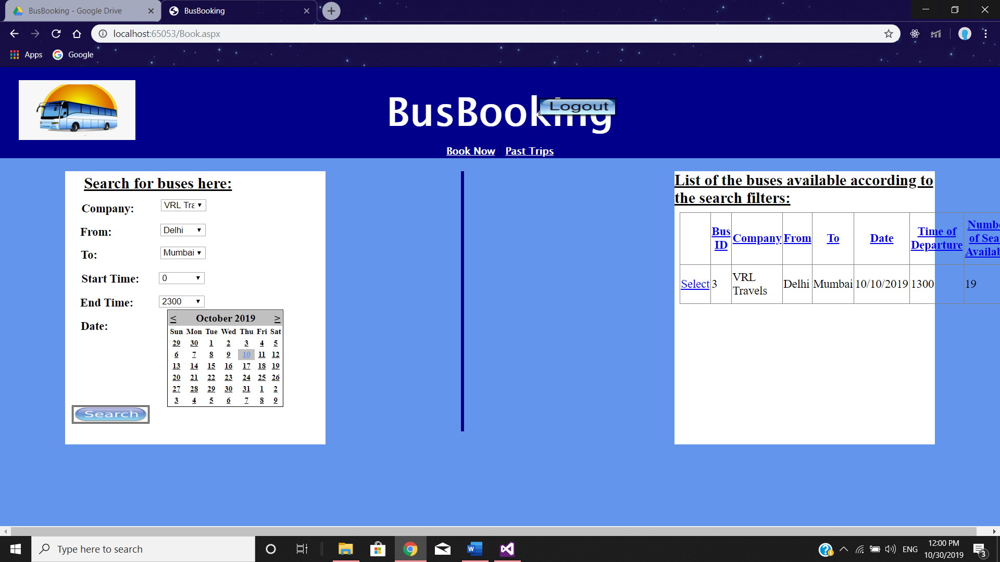 BusBooking - Google Drive
BusBooking
localhost:65053/Book.aspx
Apps
Google
BusBooking
Logout
Book Now Past Trips
Search for buses here:
Company: VRL Tra
From: Delhi
To: Mumbai
Start Time: 0
End Time: 2300
Date:
< October 2019 >
Sun Mon Tue Wed Thu Fri Sat
29 30 1 2 3 4 5
6 7 8 9 10 11 12
13 14 15 16 17 18 19
20 21 22 23 24 25 26
27 28 29 30 31 1 2
3 4 5 6 7 8 9
Search
List of the buses available according to
the search filters:
Bus ID Company From To Date Time of Departure Numbe of Sea Availab
Select 3 VRL Travels Delhi Mumbai 10/10/2019 1300 19
Type here to search
ENG
12:00 PM
10/30/2019
3